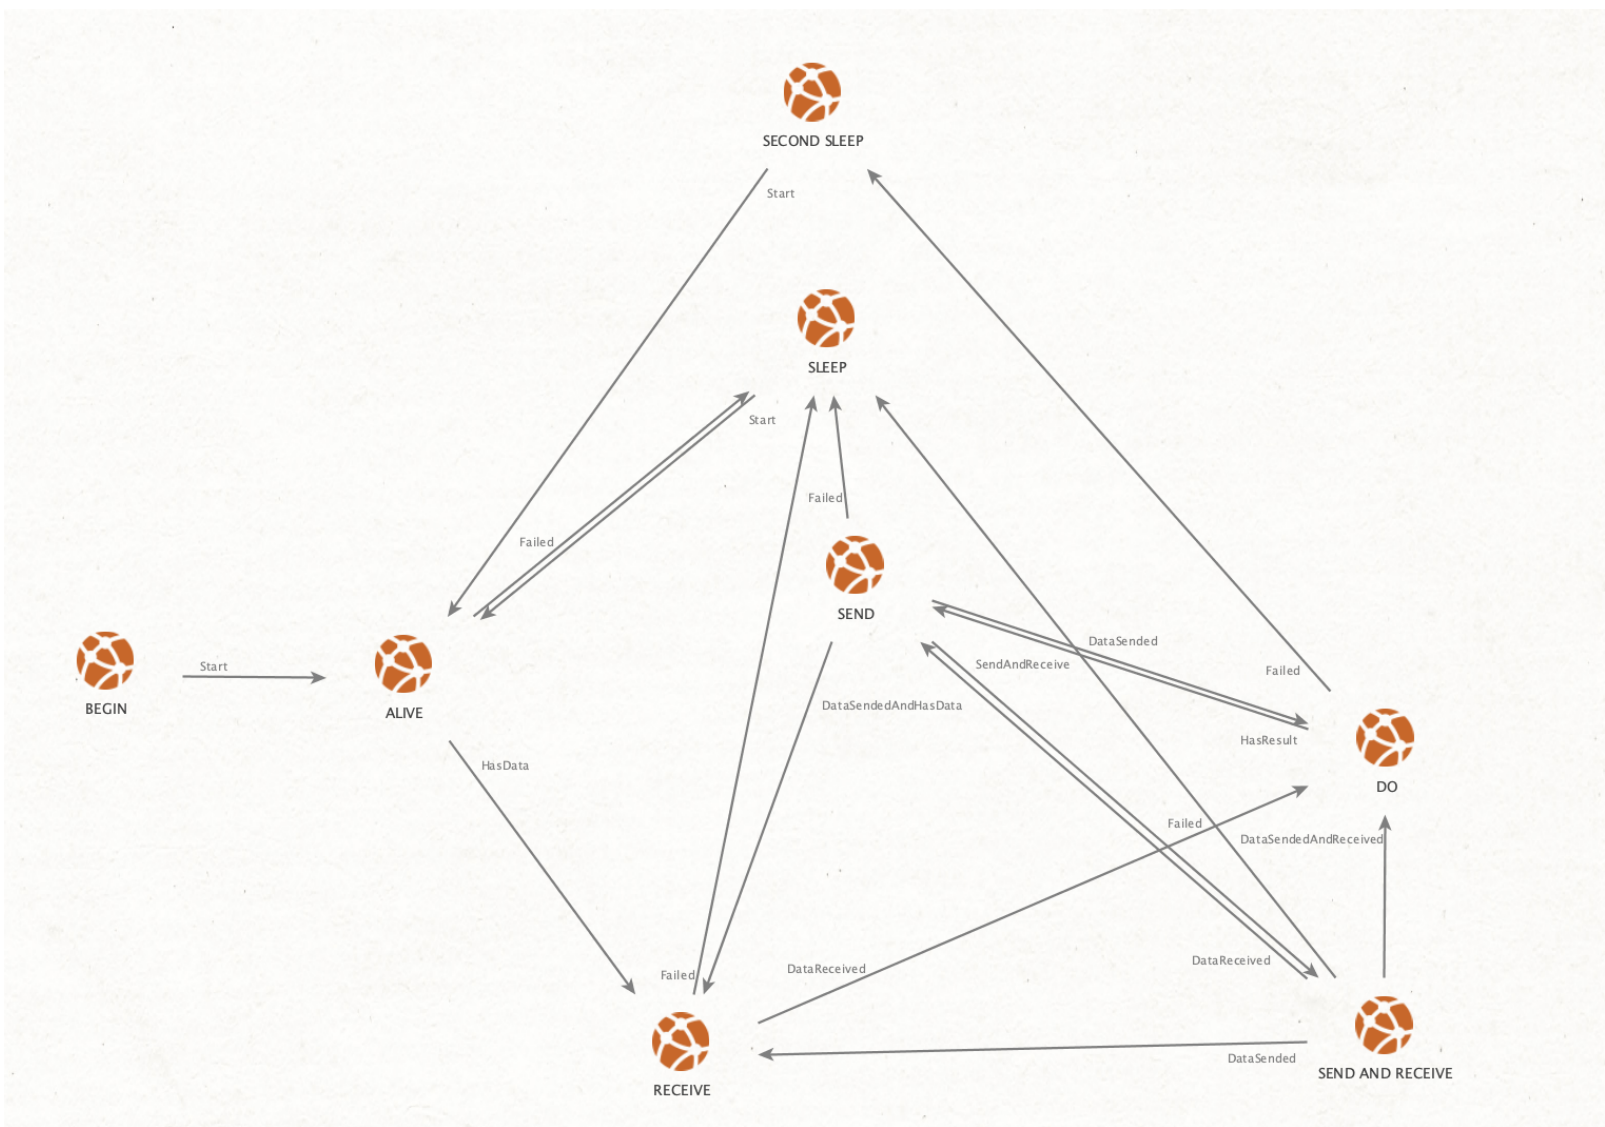 SECOND SLEEP
Start
SLEEP
Start
Failed
Failed
SEND
DataSended
SendAndReceive
Start
Failed
BEGIN
ALIVE
DataSendedAndHasData
HasResult
HasData
DO
Failed
DataSendedAndReceived
DataReceived
DataReceived
Failed
DataSended
SEND AND RECEIVE
RECEIVE